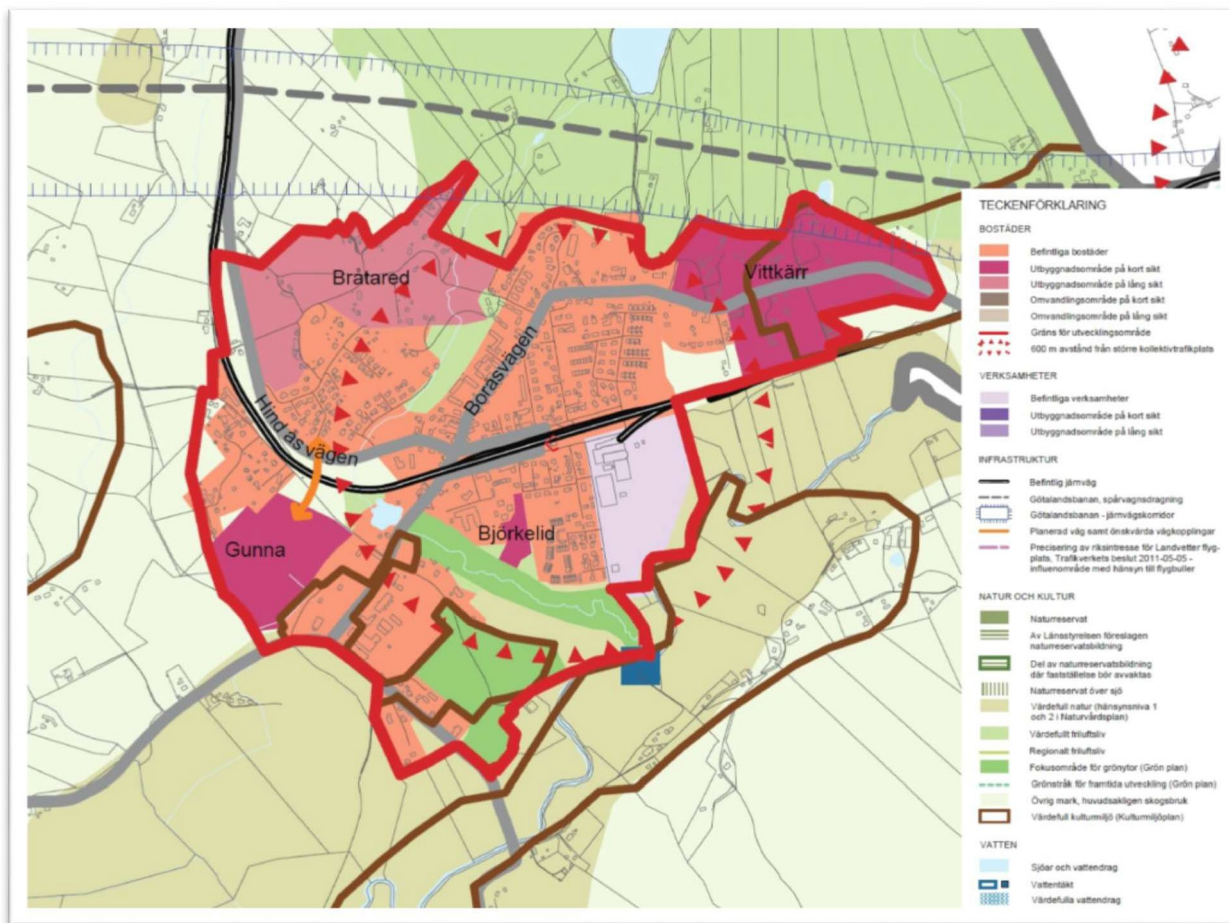 Bråtared
Vittkärr
Boråsvägen
Hindåsvägen
Björkelid
Gunna
TECKENFÖRKLARING
BOSTÄDER
Befintliga bostäder
Utbyggnadsområde på kort sikt
Utbyggnadsområde på lång sikt
Omvandlingsområde på kort sikt
Omvandlingsområde på lång sikt
Gräns för utvecklingsområde
600 m avstånd från större kollektivtrafikplats
VERKSAMHETER
Befintliga verksamheter
Utbyggnadsområde på kort sikt
Utbyggnadsområde på lång sikt
INFRASTRUKTUR
Befintlig järnväg
Götalandsbanan, spårvagnsdragning
Götalandsbanan - järnvägskorridor
Planerad väg samt önskvärda vägkopplingar
Precisering av riksintresse för Landvetter flyg-
plats, Trafikverkets beslut 2011-05-05 -
influenområde med hänsyn till flygbuller
NATUR OCH KULTUR
Naturreservat
Av Länsstyrelsen föreslagen
naturreservatsbildning
Del av naturreservatsbildning
där fastställelse bör avvaktas
Naturreservat över sjö
Värdefull natur (hänsynsnivå 1
och 2 i Naturvårdsplan)
Värdefullt friluftsliv
Regionalt friluftsliv
Fokusområde för grönytor (Grön plan)
Grönstråk för framtida utveckling (Grön plan)
Övrig mark, huvudsakligen skogsbruk
Värdefull kulturmiljö (Kulturmiljöplan)
VATTEN
Sjöar och vattendrag
Vattentäkt
Värdefulla vattendrag